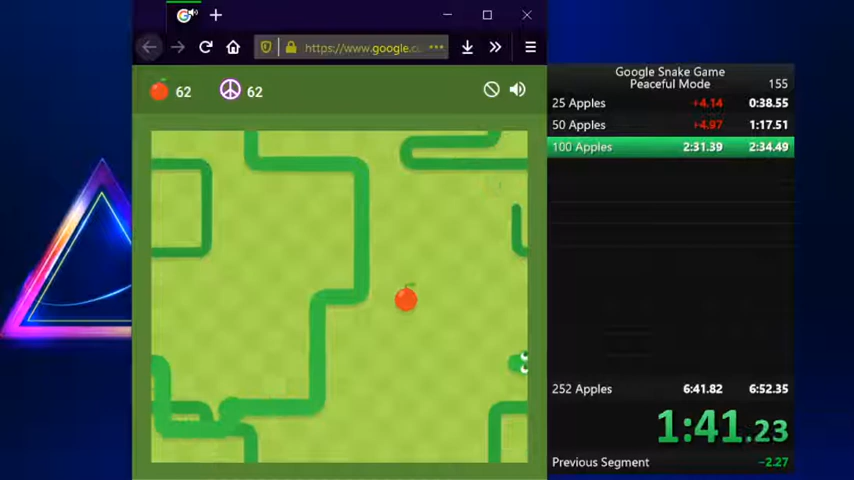 https://www.google.c
62
62
Google Snake Game
Peaceful Mode 155
25 Apples +4.14 0:38.55
50 Apples +4.97 1:17.51
100 Apples 2:31.39 2:34.49
252 Apples 6:41.82 6:52.35
1:41.23
Previous Segment −2.27